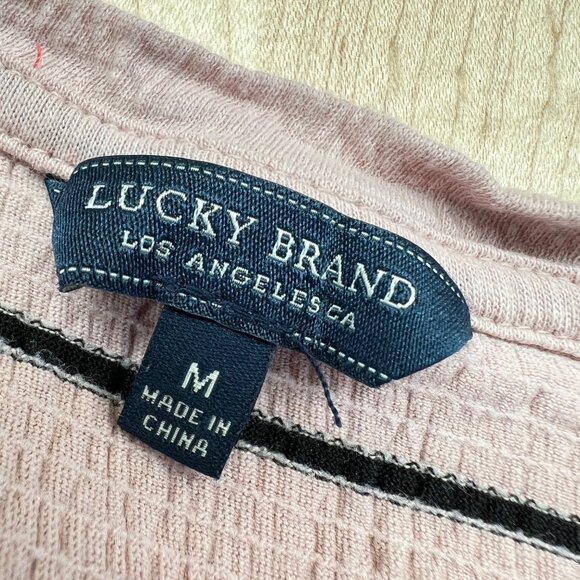 LUCKY BRAND
LOS ANGELES CA
M
MADE IN
CHINA